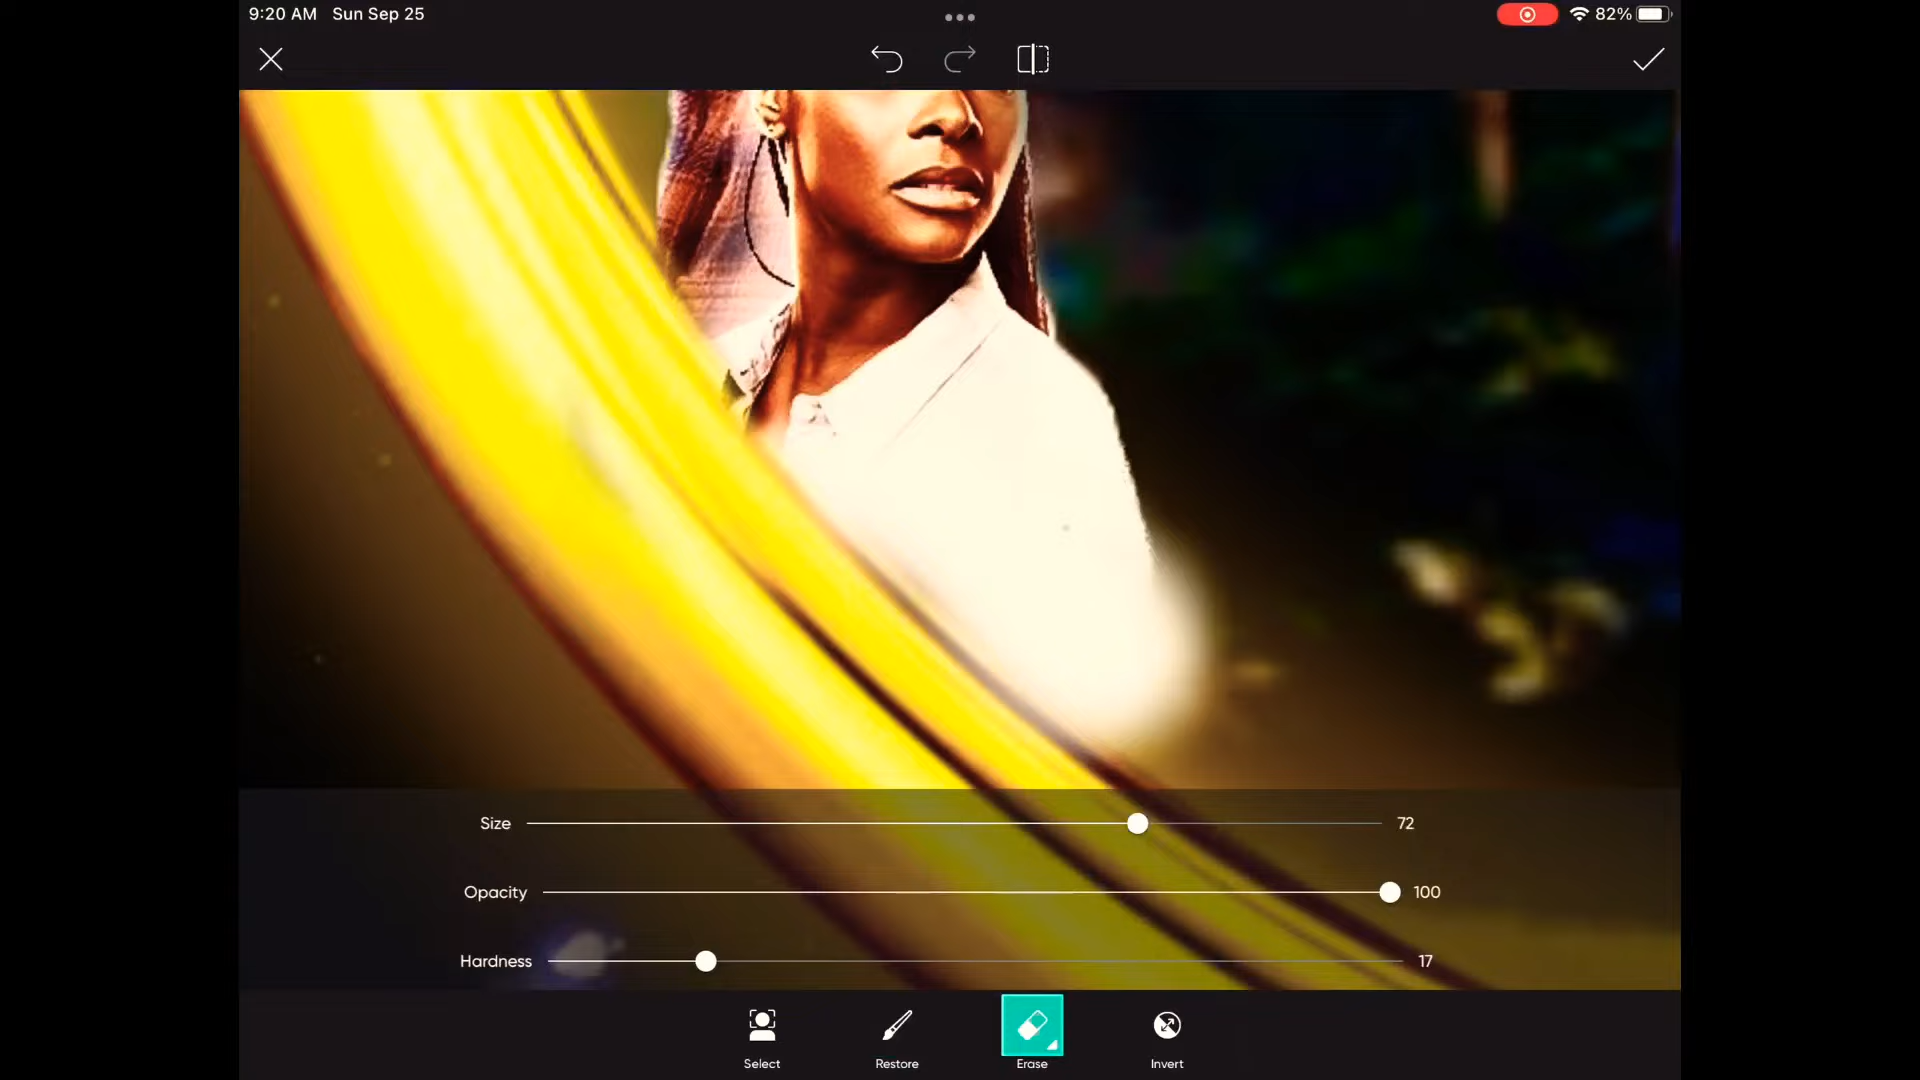 9:20 AM Sun Sep 25
82%
Size 72
Opacity 100
Hardness 17
Select Restore Erase Invert